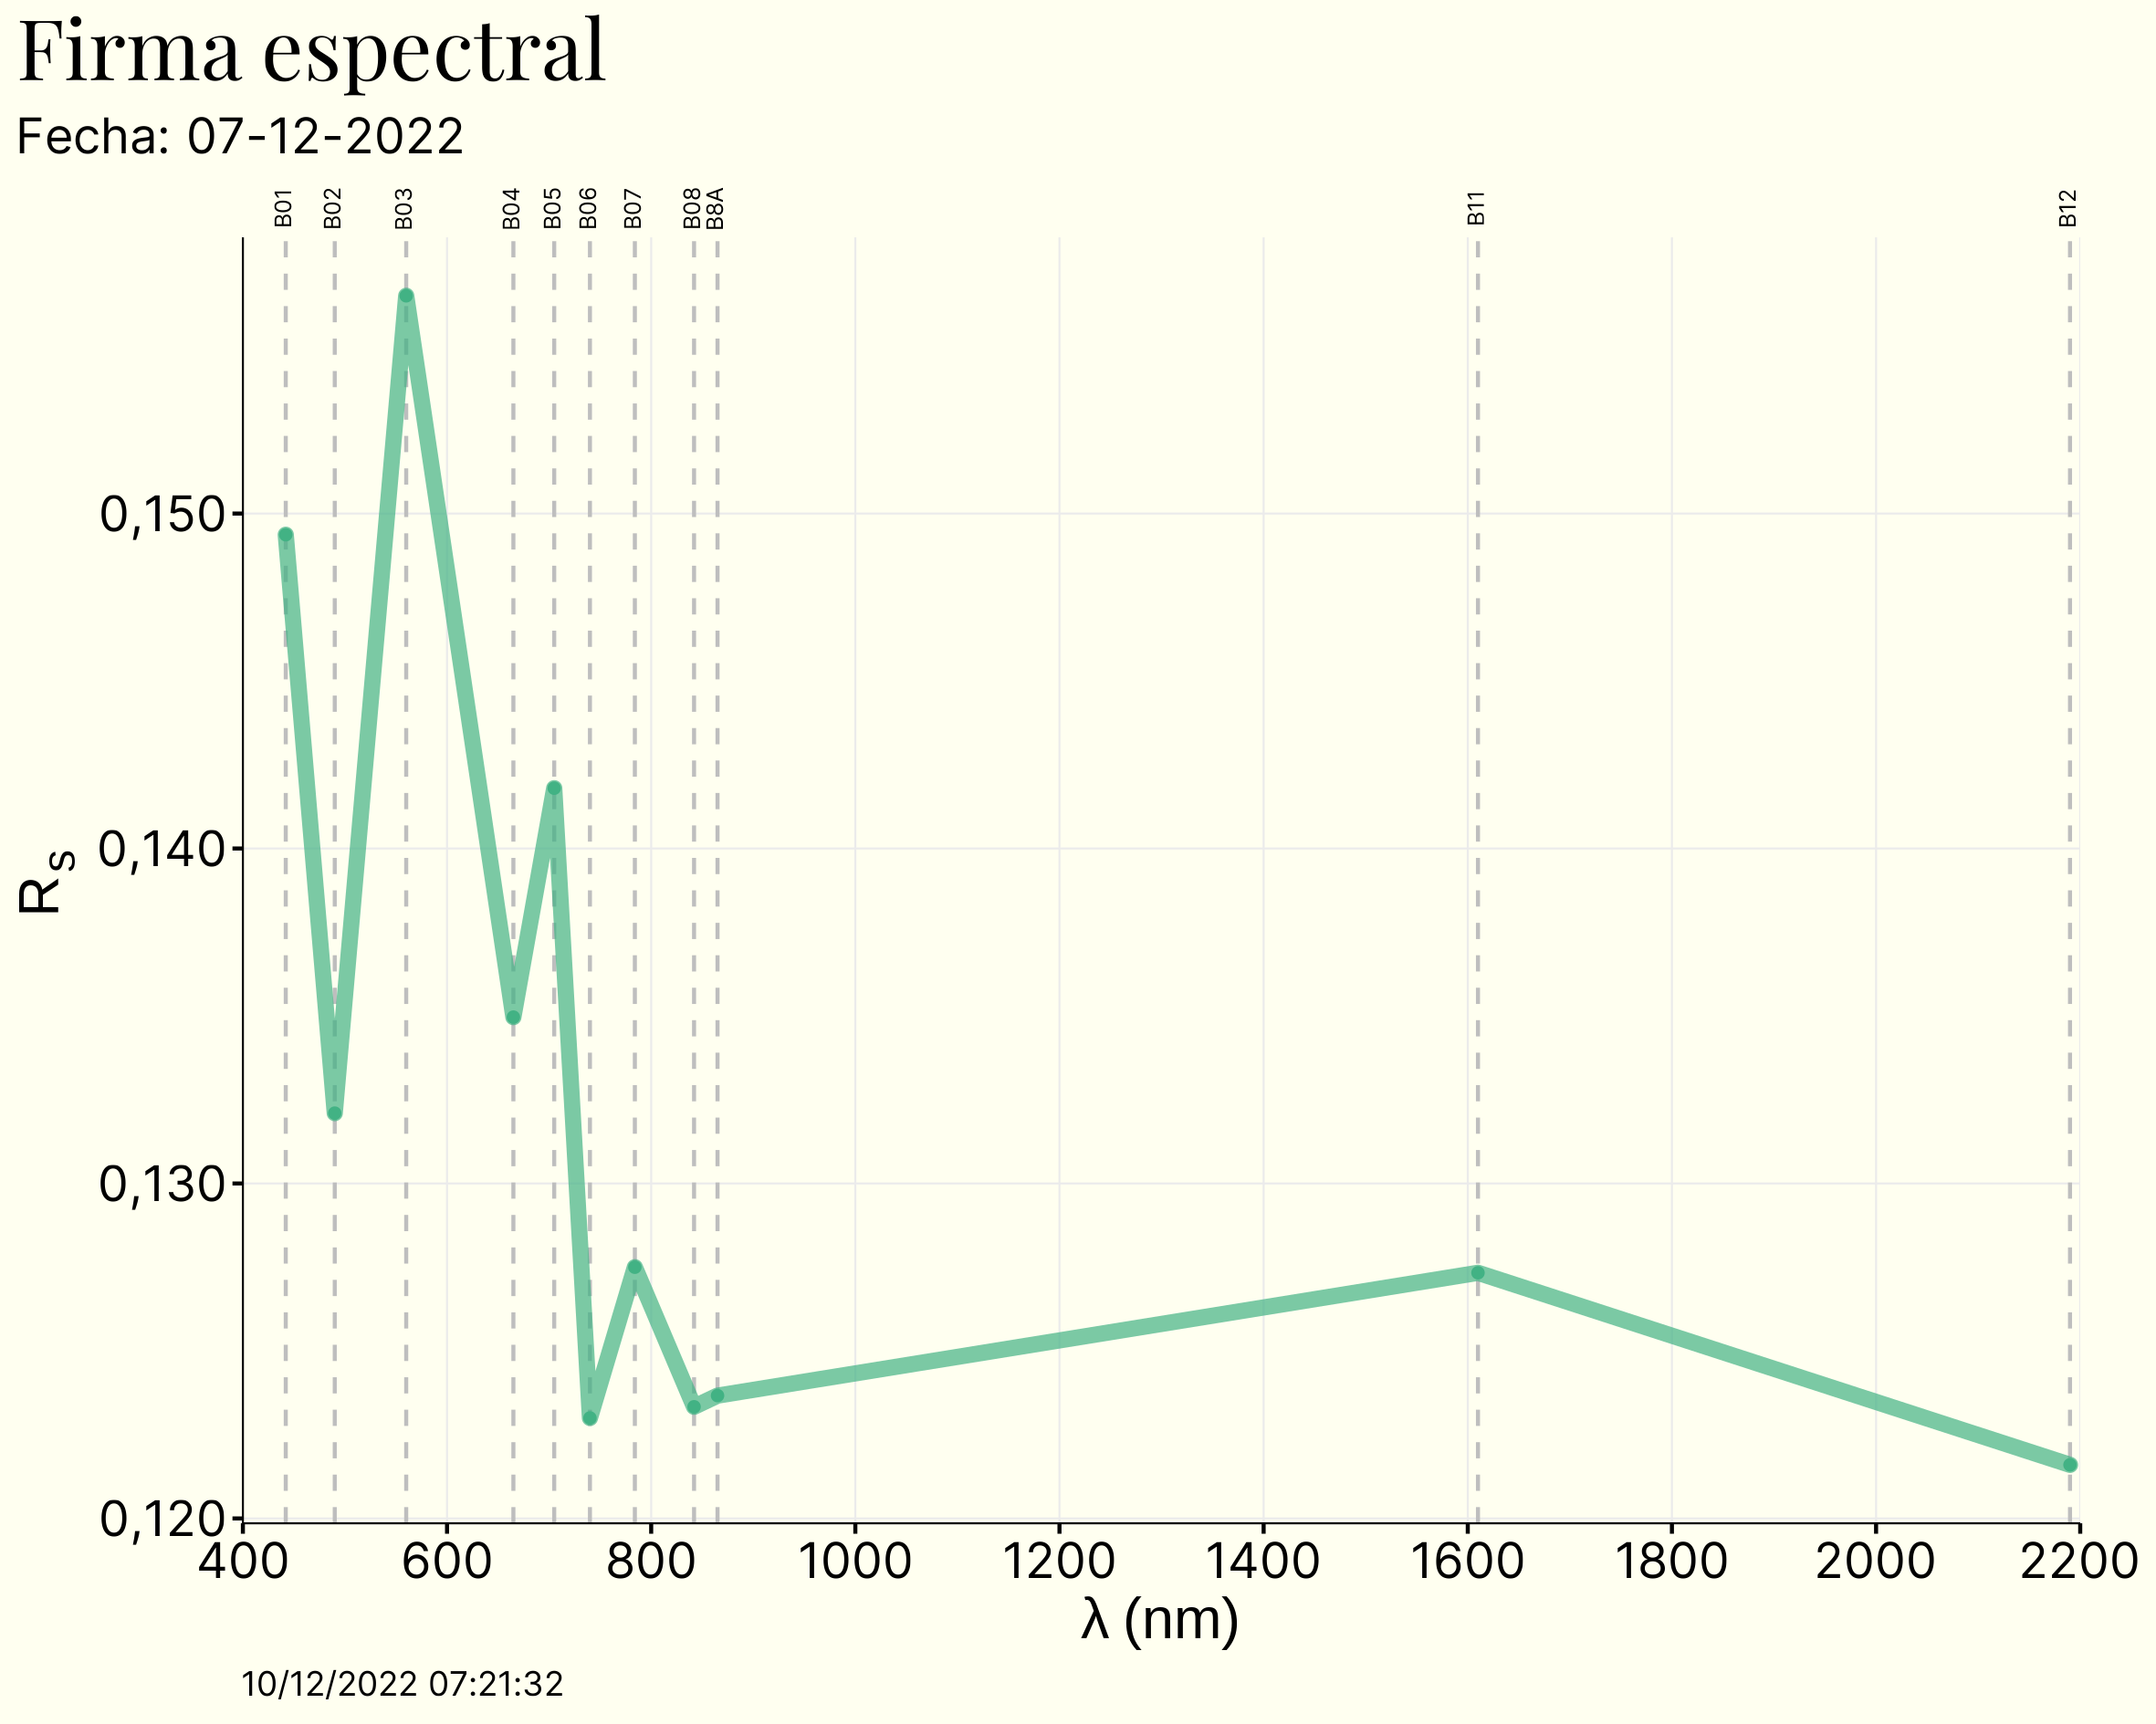 Firma espectral
Fecha: 07-12-2022
B01 B02 B03 B04 B05 B06 B07 B08 B8A B11 B12
0,150
0,140
0,130
0,120
Rs
400 600 800 1000 1200 1400 1600 1800 2000 2200
λ (nm)
10/12/2022 07:21:32